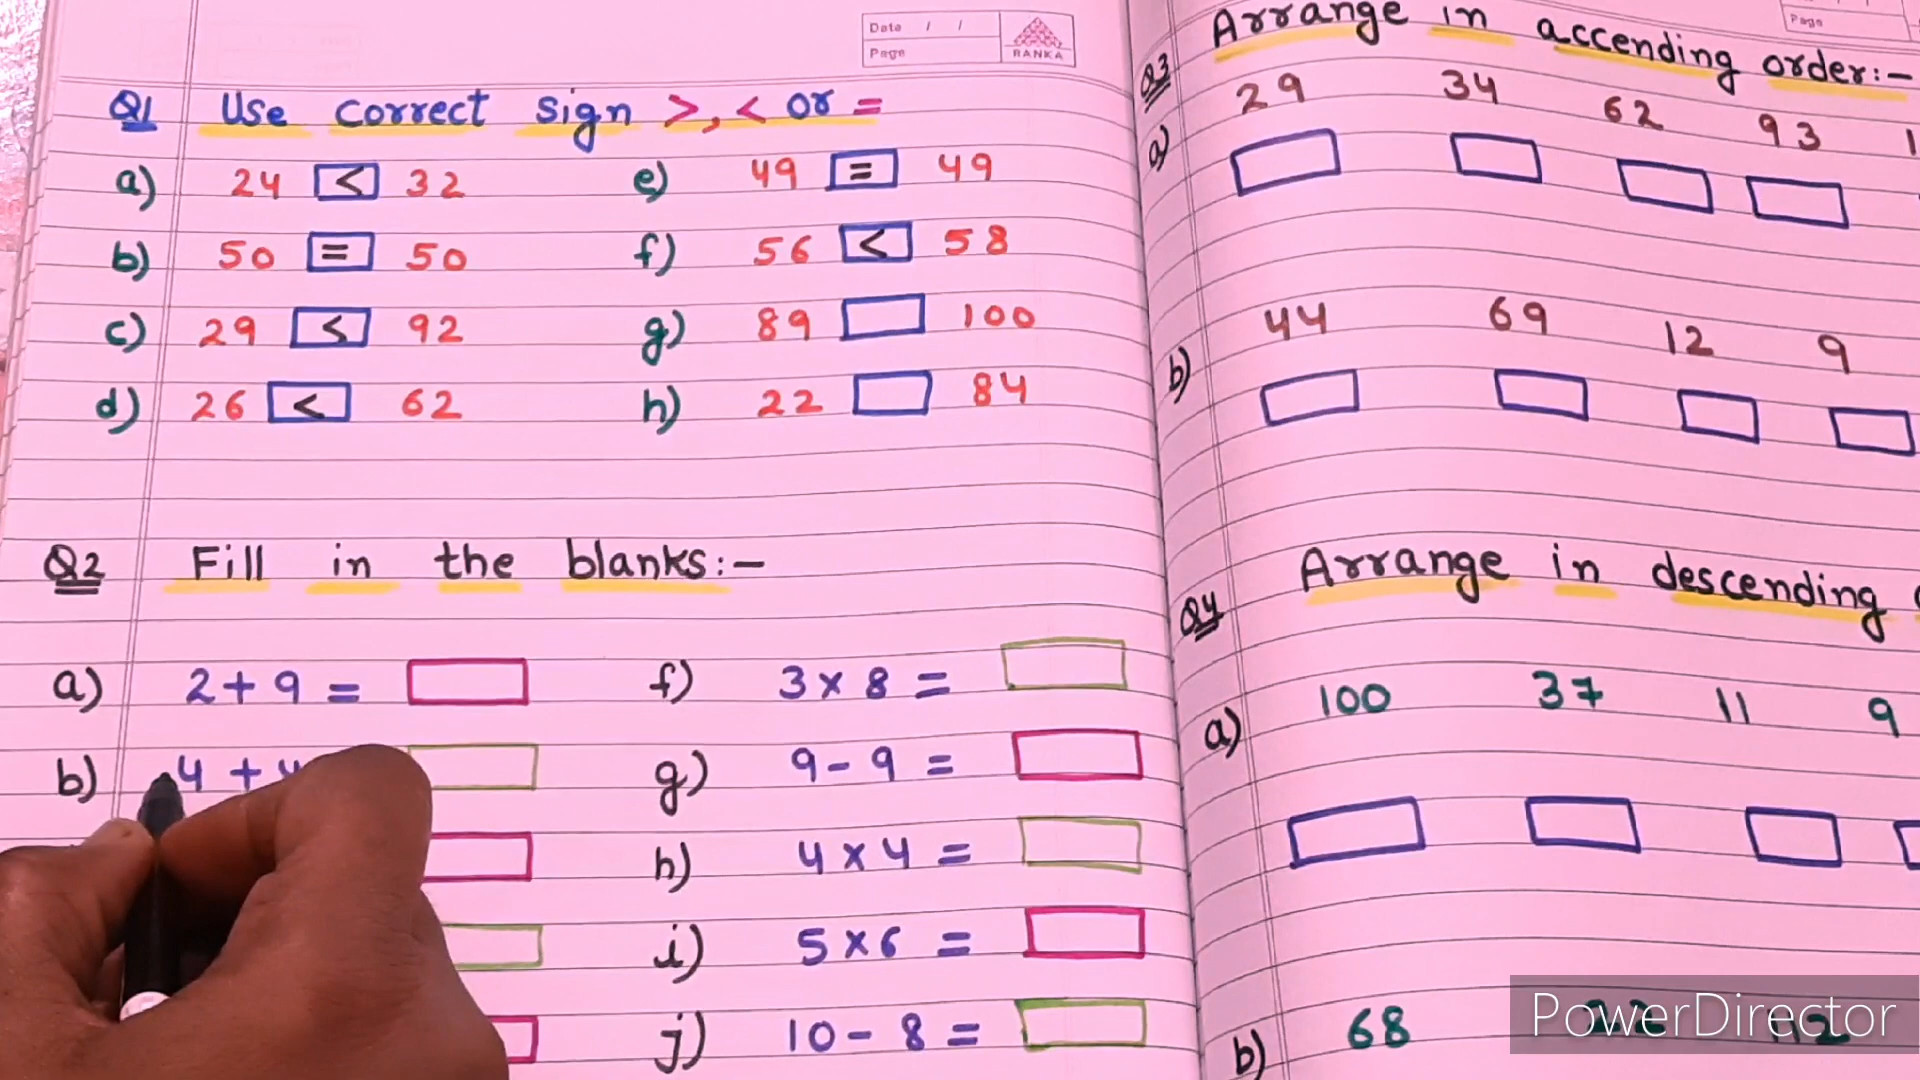 Date / /
Page
RANKA
Q1 Use correct sign >, < or =
a) 24 < 32
b) 50 = 50
c) 29 < 92
d) 26 < 62
e) 49 = 49
f) 56 < 58
g) 89 100
h) 22 84
Q2 Fill in the blanks:-
a) 2 + 9 =
b) 4 +
f) 3 x 8 =
g) 9 - 9 =
h) 4 x 4 =
i) 5 x 6 =
j) 10 - 8 =
Page
Q3 Arrange in accending order:-
a) 29 34 62 93
b) 44 69 12 9
Q4 Arrange in descending
a) 100 37 11 9
b) 68
PowerDirector